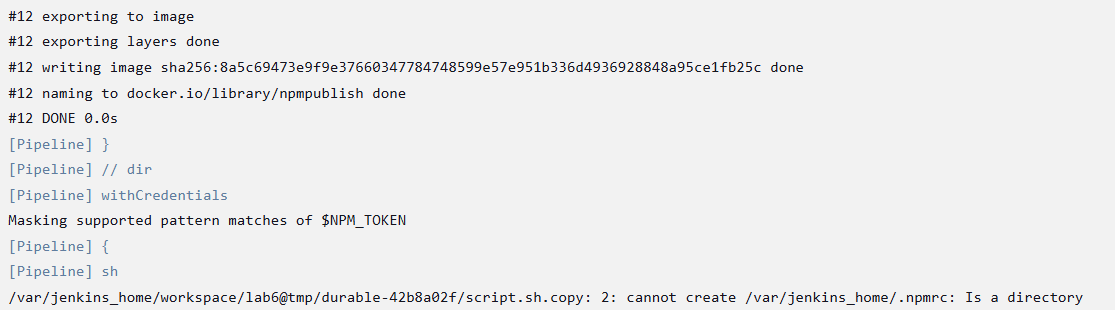 #12 exporting to image
#12 exporting layers done
#12 writing image sha256:8a5c69473e9f9e37660347784748599e57e951b336d4936928848a95ce1fb25c done
#12 naming to docker.io/library/npmpublish done
#12 DONE 0.0s
[Pipeline] }
[Pipeline] // dir
[Pipeline] withCredentials
Masking supported pattern matches of $NPM_TOKEN
[Pipeline] {
[Pipeline] sh
/var/jenkins_home/workspace/lab6@tmp/durable-42b8a02f/script.sh.copy: 2: cannot create /var/jenkins_home/.npmrc: Is a directory